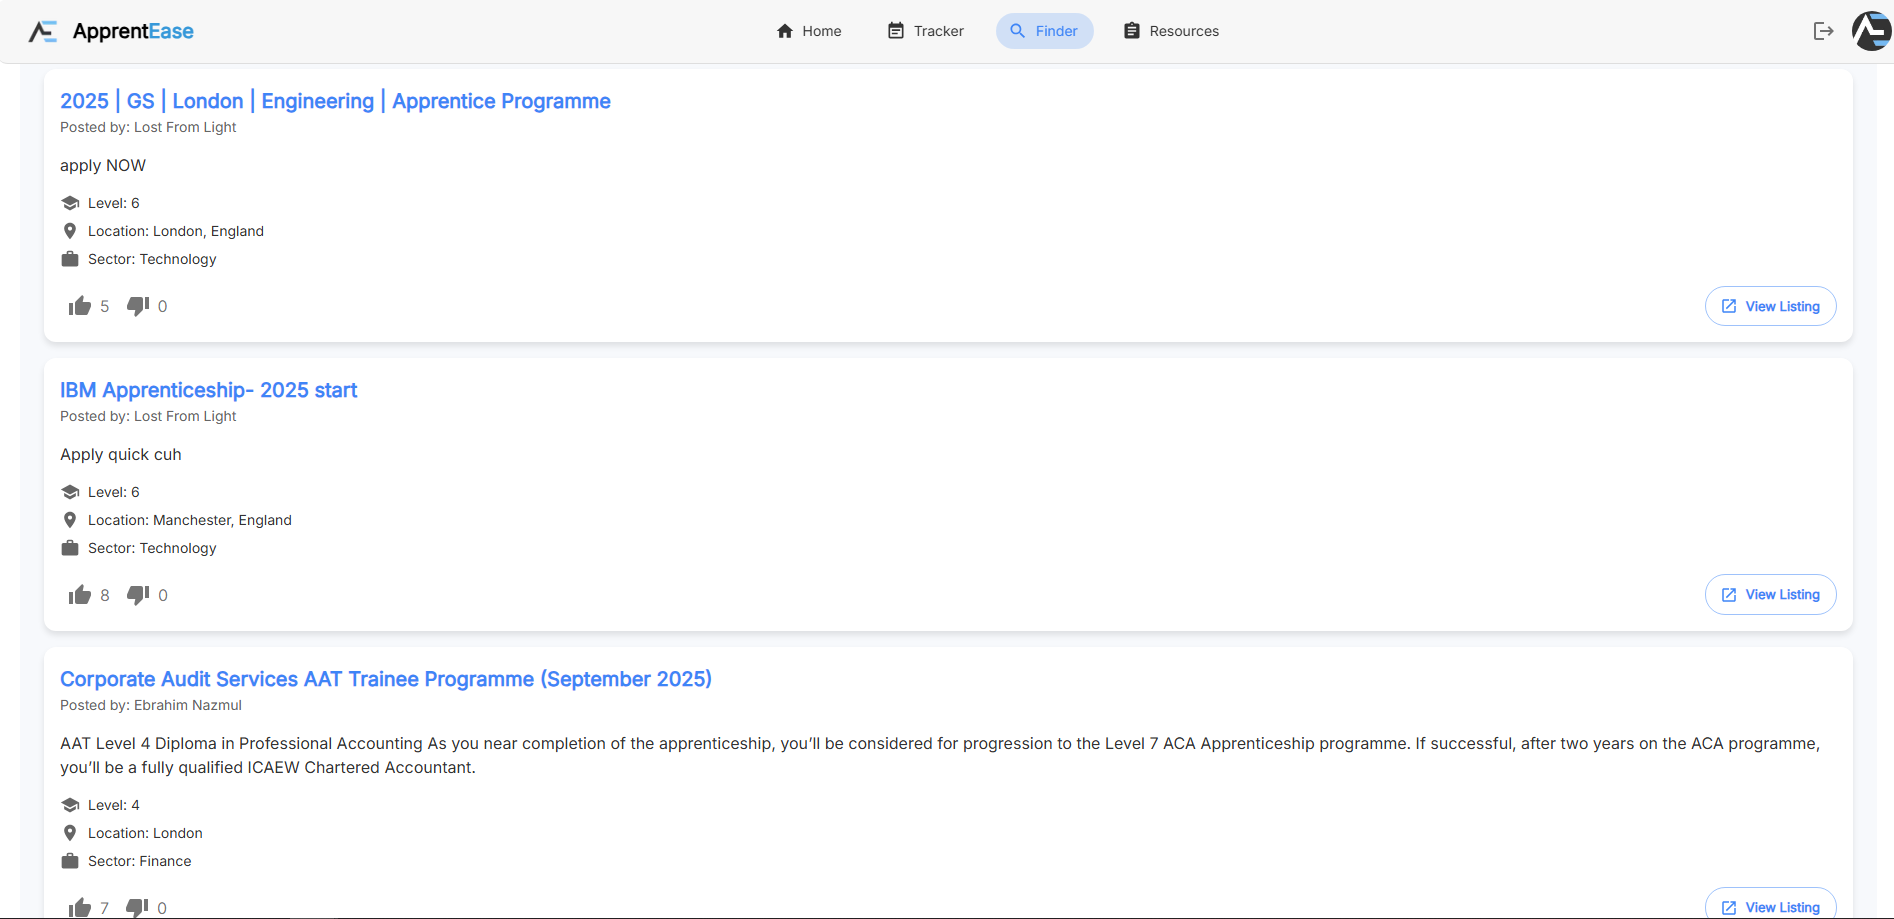 ApprentEase
Home
Tracker
Finder
Resources
2025 | GS | London | Engineering | Apprentice Programme
Posted by: Lost From Light
apply NOW
Level: 6
Location: London, England
Sector: Technology
5
0
View Listing
IBM Apprenticeship- 2025 start
Posted by: Lost From Light
Apply quick cuh
Level: 6
Location: Manchester, England
Sector: Technology
8
0
View Listing
Corporate Audit Services AAT Trainee Programme (September 2025)
Posted by: Ebrahim Nazmul
AAT Level 4 Diploma in Professional Accounting As you near completion of the apprenticeship, you’ll be considered for progression to the Level 7 ACA Apprenticeship programme. If successful, after two years on the ACA programme,
you’ll be a fully qualified ICAEW Chartered Accountant.
Level: 4
Location: London
Sector: Finance
7
0
View Listing